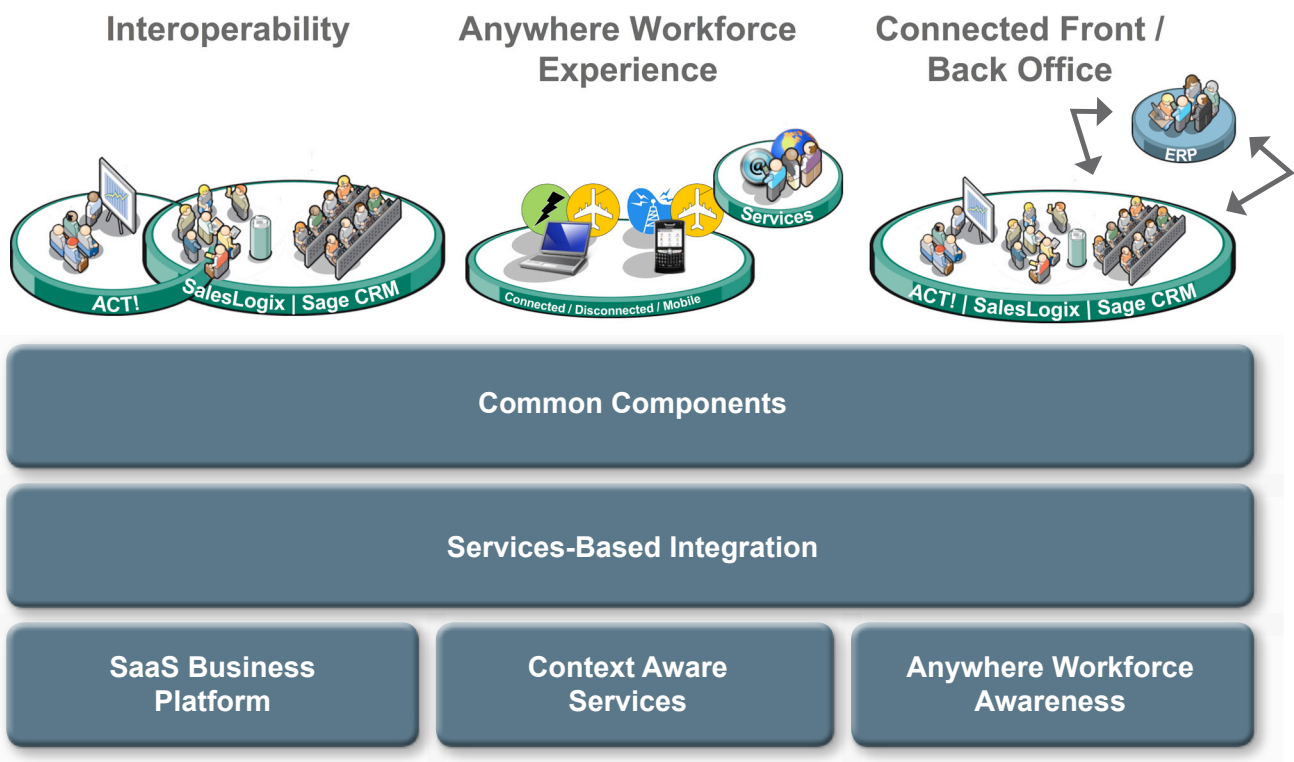 Interoperability
Anywhere Workforce
Experience
Connected Front /
Back Office
ACT!
SalesLogix | Sage CRM
@
Services
Connected / Disconnected / Mobile
ERP
ACT! | SalesLogix | Sage CRM
Common Components
Services-Based Integration
SaaS Business
Platform
Context Aware
Services
Anywhere Workforce
Awareness